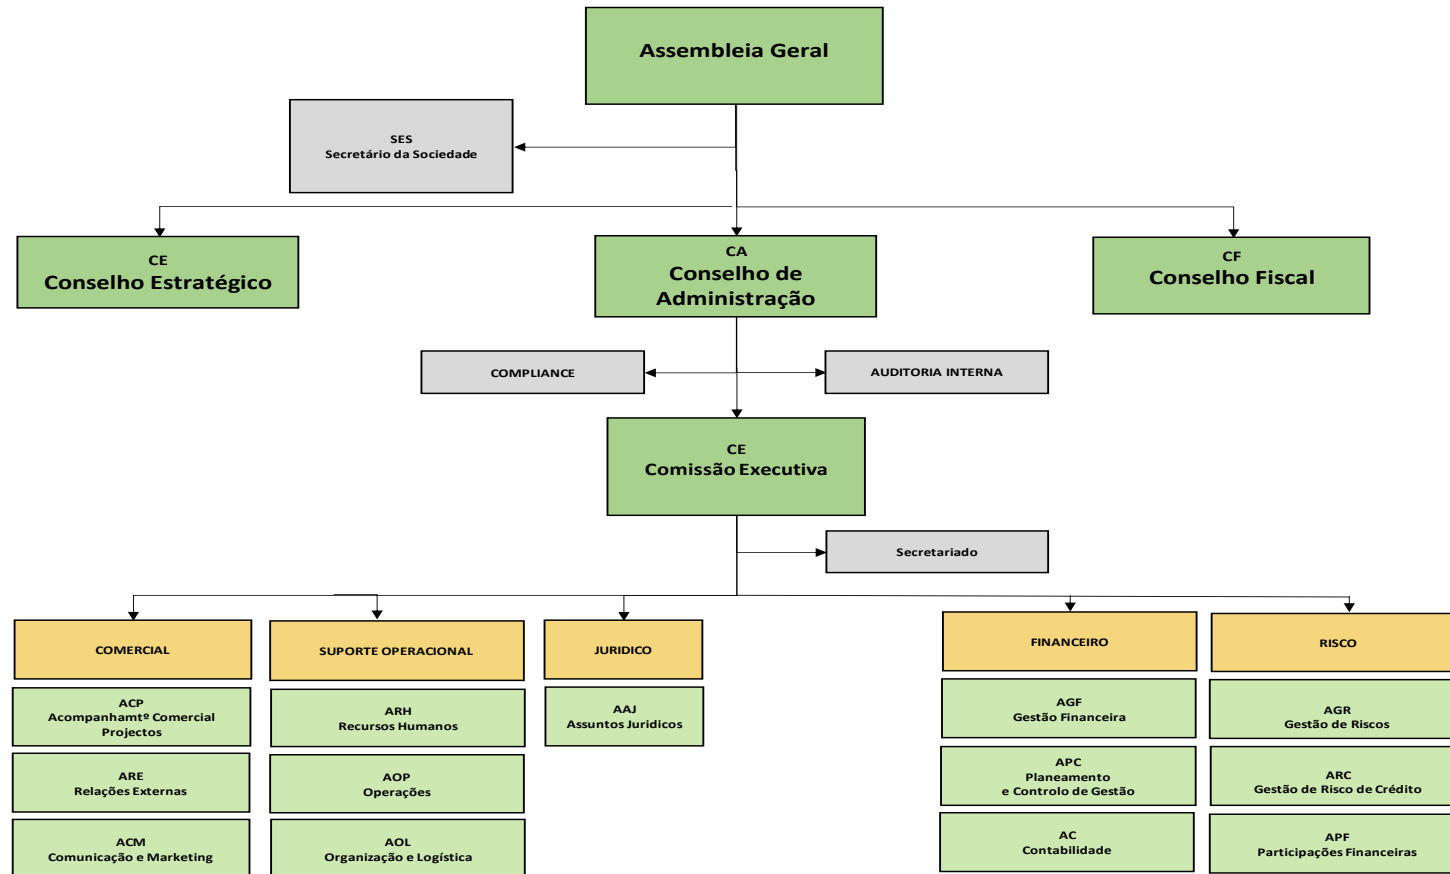 Assembleia Geral
SES
Secretário da Sociedade
CE
Conselho Estratégico
CA
Conselho de
Administração
CF
Conselho Fiscal
COMPLIANCE
AUDITORIA INTERNA
CE
Comissão Executiva
Secretariado
COMERCIAL
SUPORTE OPERACIONAL
JURIDICO
FINANCEIRO
RISCO
ACP
Acompanhamtº Comercial
Projectos
ARH
Recursos Humanos
AAJ
Assuntos Juridicos
AGF
Gestão Financeira
AGR
Gestão de Riscos
ARE
Relações Externas
AOP
Operações
APC
Planeamento
e Controlo de Gestão
ARC
Gestão de Risco de Crédito
ACM
Comunicação e Marketing
AOL
Organização e Logística
AC
Contabilidade
APF
Participações Financeiras